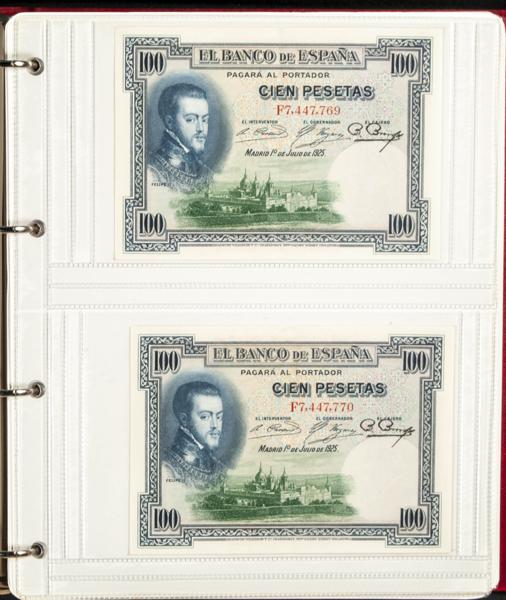 100 EL BANCO DE ESPAÑA 100
PAGARÁ AL PORTADOR
CIEN PESETAS
F7,447,769
EL INTERVENTOR EL GOBERNADOR EL CAJERO
MADRID 1º DE JULIO DE 1925.
FELIPE II
100 100
100 EL BANCO DE ESPAÑA 100
PAGARÁ AL PORTADOR
CIEN PESETAS
F7,447,770
EL INTERVENTOR EL GOBERNADOR EL CAJERO
MADRID 1º DE JULIO DE 1925.
FELIPE
100 100